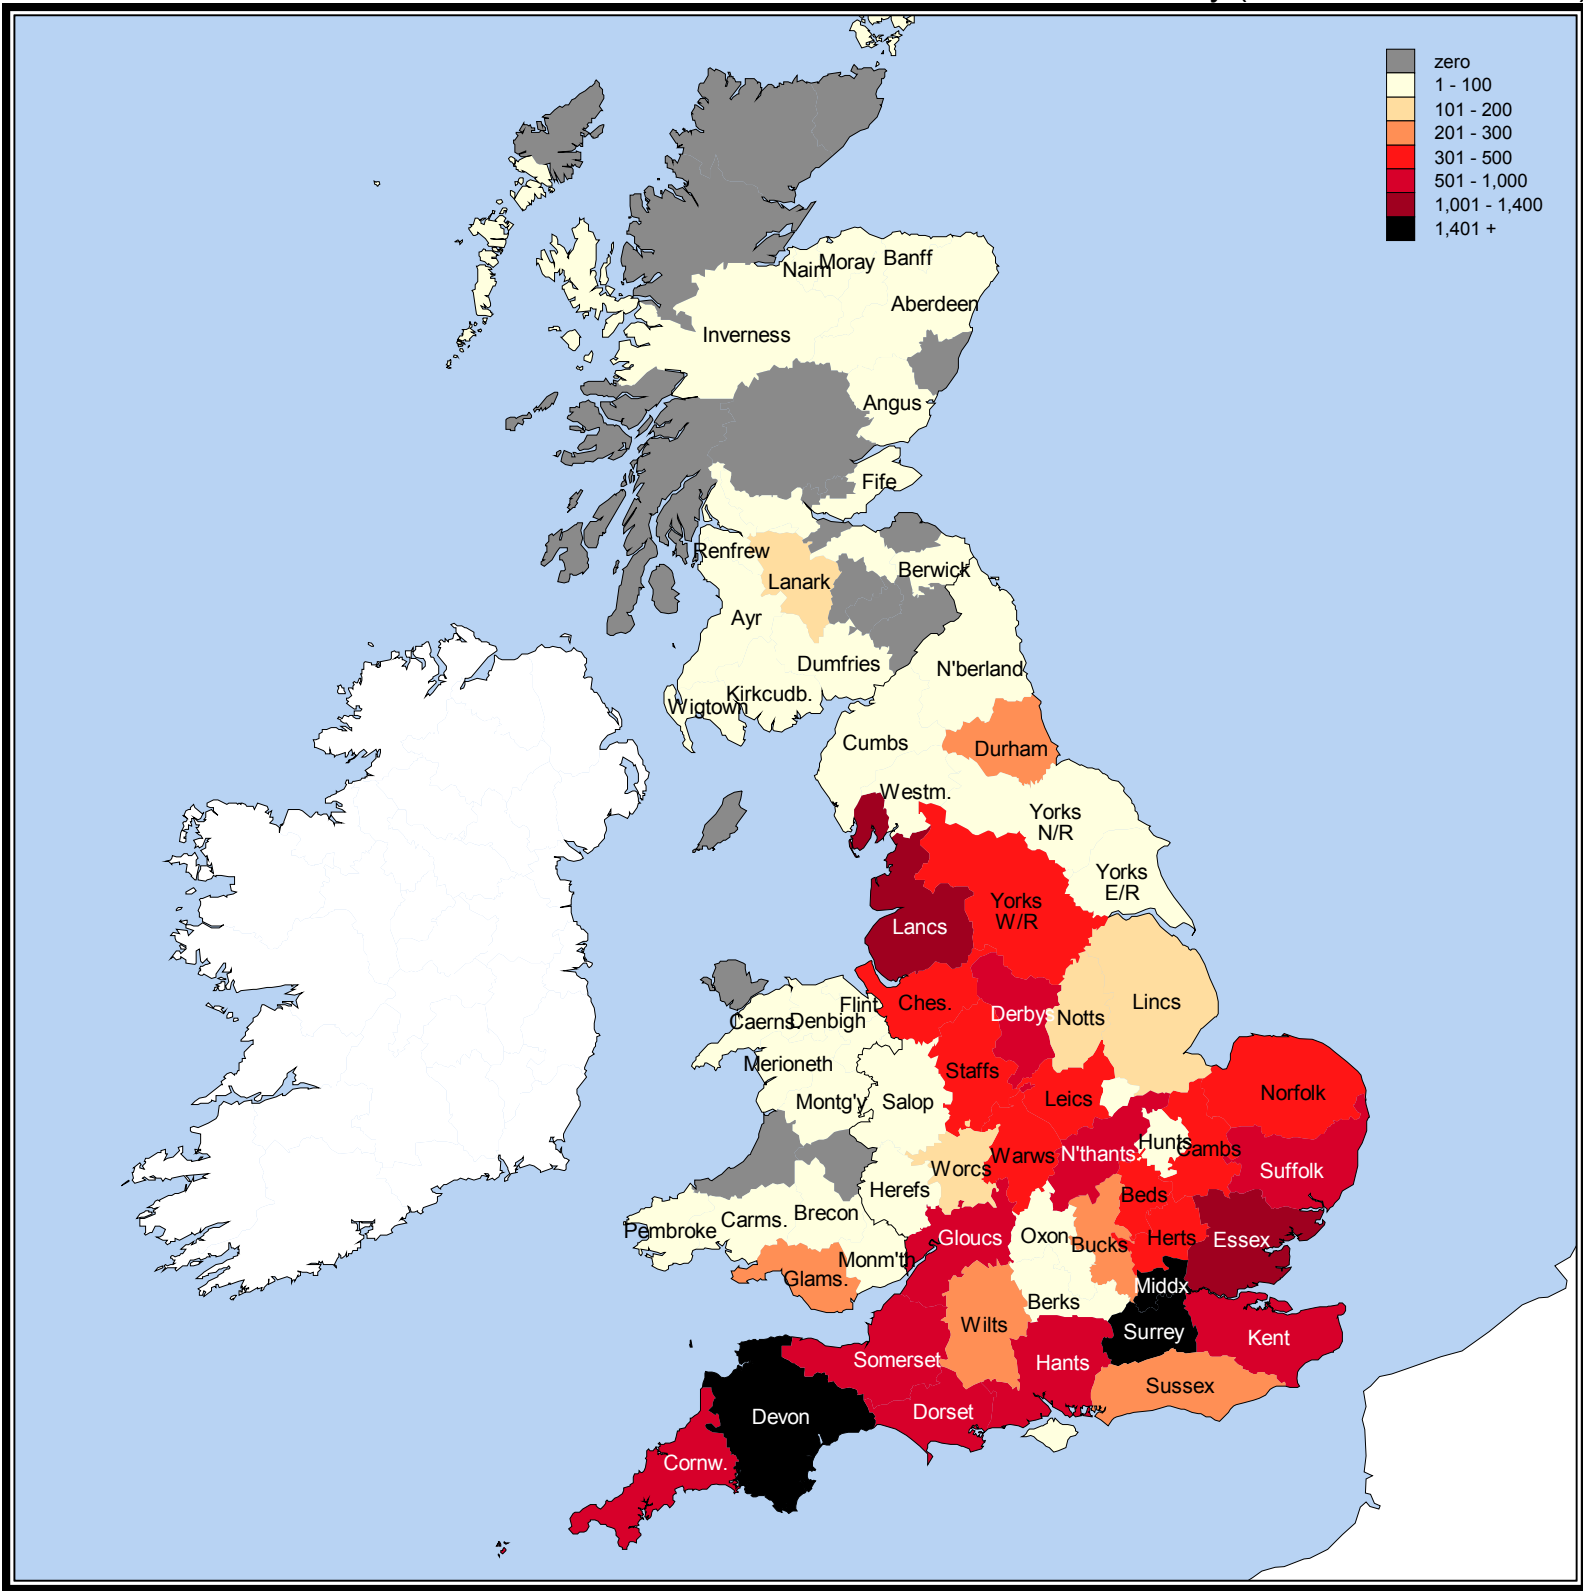 zero
1 - 100
101 - 200
201 - 300
301 - 500
501 - 1,000
1,001 - 1,400
1,401 +
Nairn
Moray
Banff
Aberdeen
Inverness
Angus
Fife
Renfrew
Lanark
Berwick
Ayr
Dumfries
N'berland
Kirkcudb.
Wigtown
Cumbs
Durham
Westm.
Yorks
N/R
Yorks
E/R
Yorks
W/R
Lancs
Flint
Ches.
Derbys
Notts
Lincs
Caerns.
Denbigh
Merioneth
Staffs
Leics
Norfolk
Montg'y
Salop
Hunts
Cambs
Worcs
Warws
N'thants
Suffolk
Herefs
Beds
Pembroke
Carms.
Brecon
Gloucs
Oxon
Bucks
Herts
Essex
Monm'th
Glams.
Middx
Berks
Wilts
Surrey
Kent
Somerset
Hants
Sussex
Devon
Dorset
Cornw.